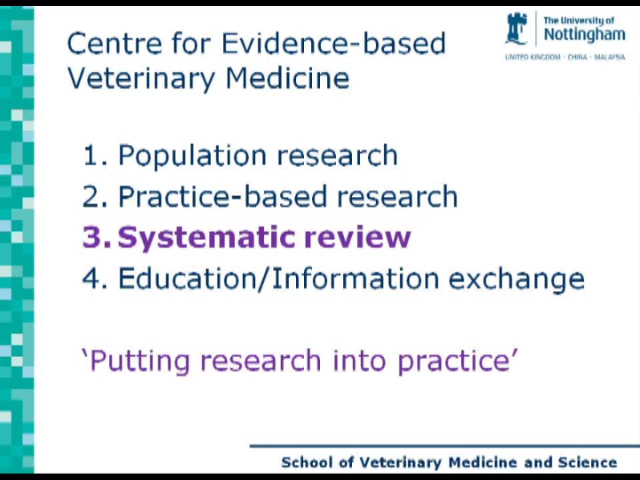 Centre for Evidence-based
Veterinary Medicine
The University of
Nottingham
UNITED KINGDOM · CHINA · MALAYSIA
1. Population research
2. Practice-based research
3. Systematic review
4. Education/Information exchange
‘Putting research into practice’
School of Veterinary Medicine and Science